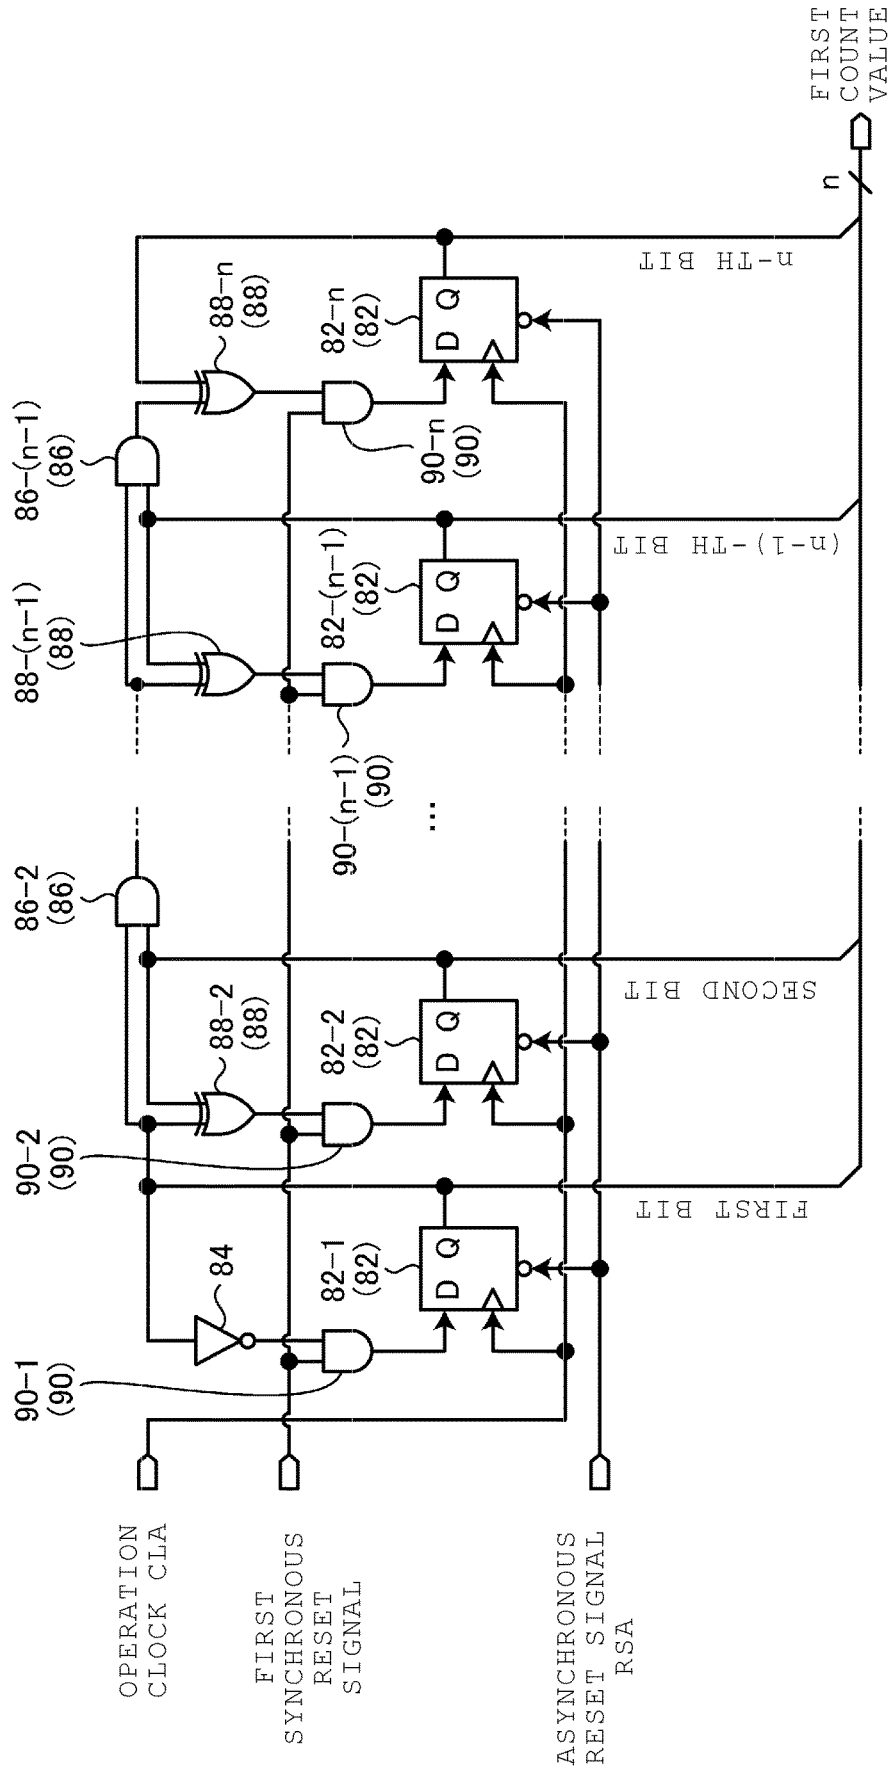 OPERATION
CLOCK CLA
FIRST
SYNCHRONOUS
RESET
SIGNAL
ASYNCHRONOUS
RESET SIGNAL
RSA
90-1
(90)
84
82-1
(82)
D Q
FIRST BIT
90-2
(90)
88-2
(88)
82-2
(82)
D Q
SECOND BIT
86-2
(86)
...
88-(n-1)
(88)
90-(n-1)
(90)
82-(n-1)
(82)
D Q
(n-1)-TH BIT
86-(n-1)
(86)
88-n
(88)
90-n
(90)
82-n
(82)
D Q
n-TH BIT
n
FIRST
COUNT
VALUE